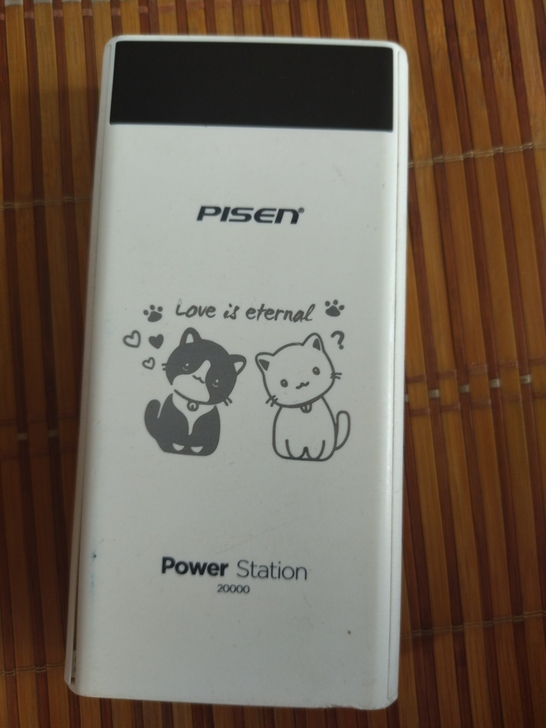 PISEN®
Love is eternal
?
Power Station
20000